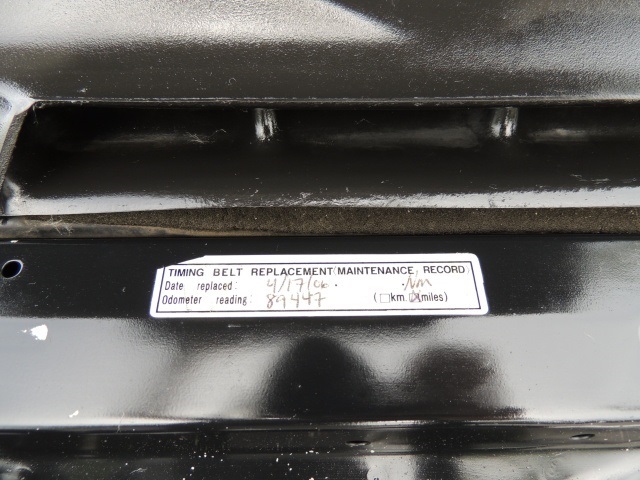 TIMING BELT REPLACEMENT (MAINTENANCE RECORD)
Date replaced: 4/17/06. NM
Odometer reading: 89447 (□km. ☑miles)